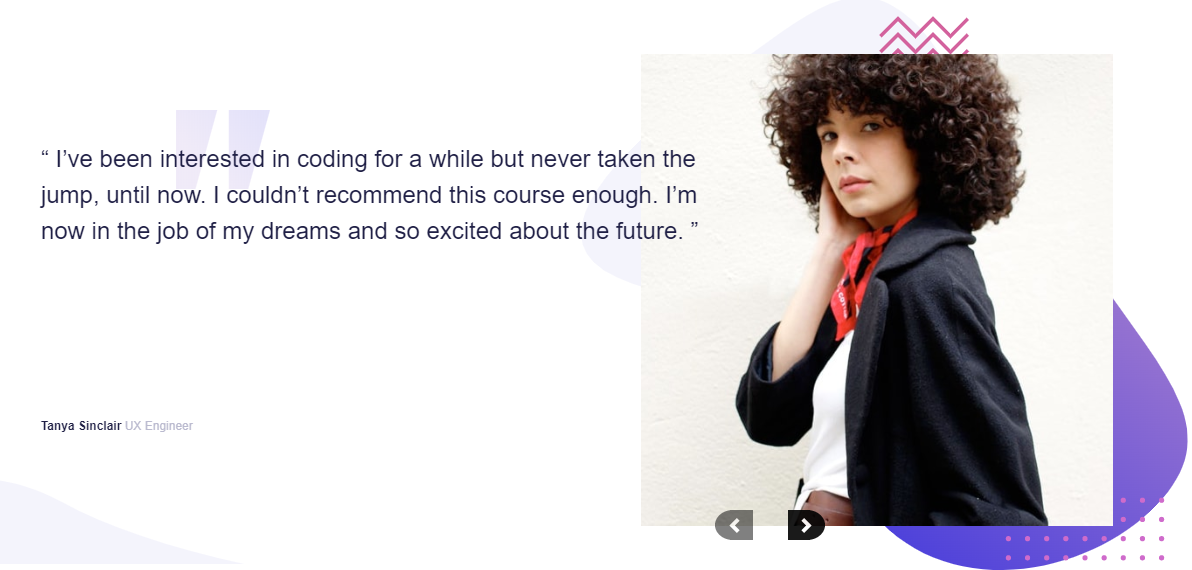 “ I’ve been interested in coding for a while but never taken the
jump, until now. I couldn’t recommend this course enough. I’m
now in the job of my dreams and so excited about the future. ”
Tanya Sinclair UX Engineer